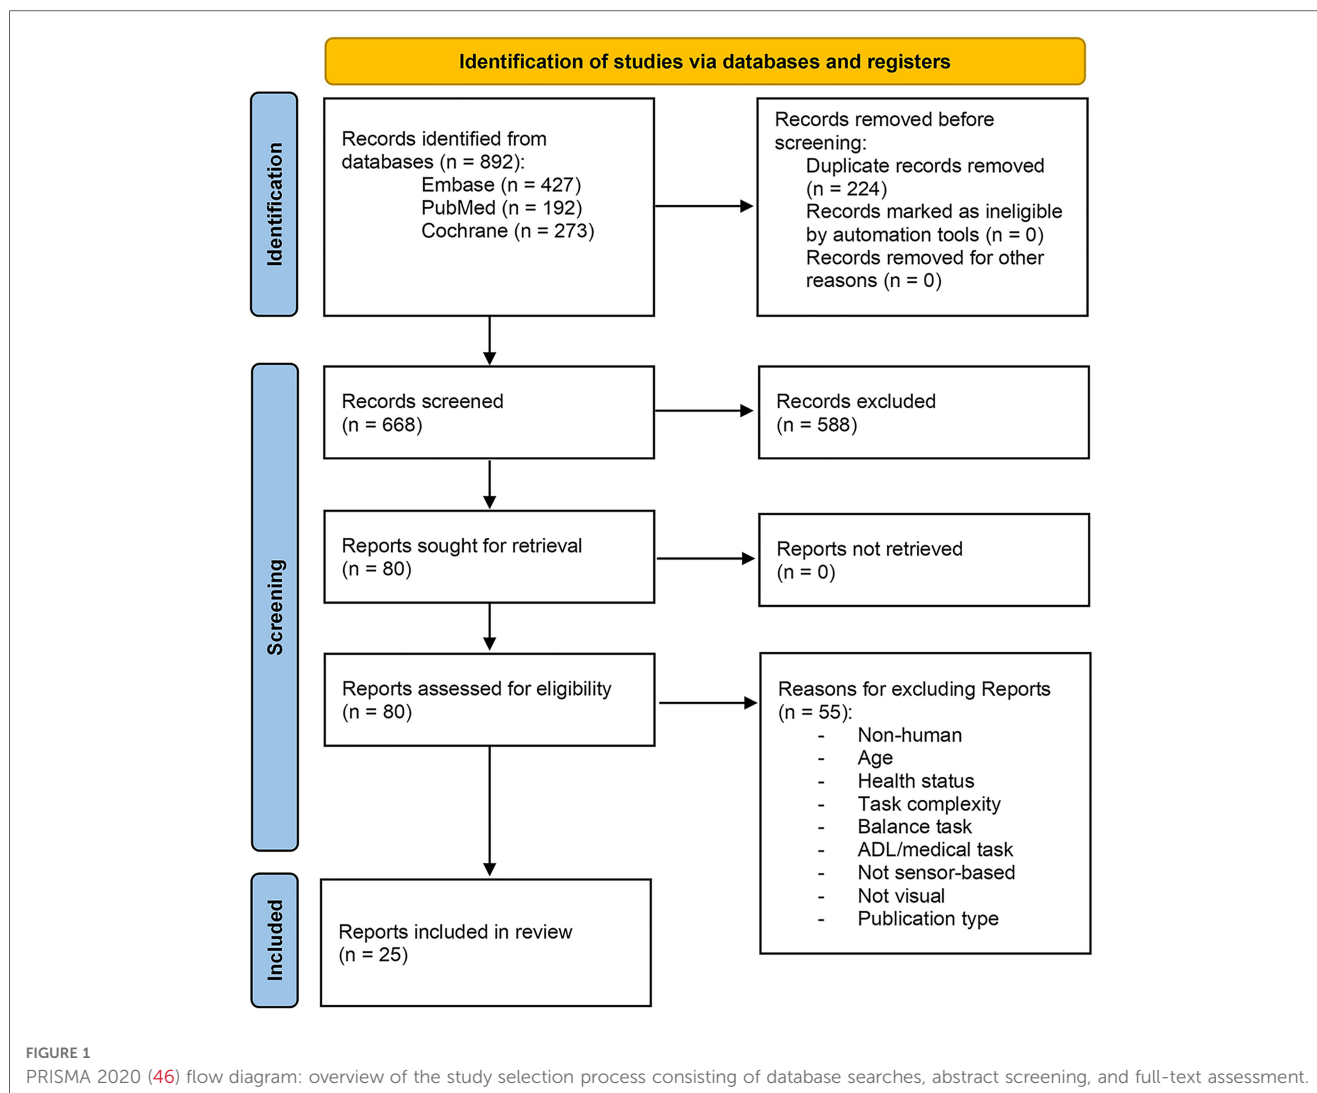 Identification of studies via databases and registers
Identification
Records identified from
databases (n = 892):
Embase (n = 427)
PubMed (n = 192)
Cochrane (n = 273)
Records removed before
screening:
Duplicate records removed
(n = 224)
Records marked as ineligible
by automation tools (n = 0)
Records removed for other
reasons (n = 0)
Screening
Records screened
(n = 668)
Records excluded
(n = 588)
Reports sought for retrieval
(n = 80)
Reports not retrieved
(n = 0)
Reports assessed for eligibility
(n = 80)
Reasons for excluding Reports
(n = 55):
- Non-human
- Age
- Health status
- Task complexity
- Balance task
- ADL/medical task
- Not sensor-based
- Not visual
- Publication type
Included
Reports included in review
(n = 25)
FIGURE 1
PRISMA 2020 (46) flow diagram: overview of the study selection process consisting of database searches, abstract screening, and full-text assessment.